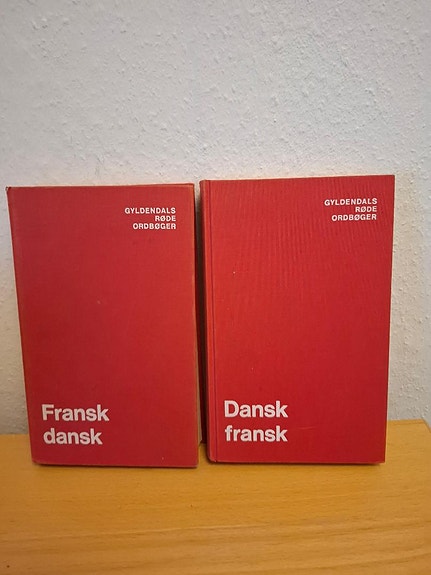 GYLDENDALS
RØDE
ORDBØGER
Fransk
dansk
GYLDENDALS
RØDE
ORDBØGER
Dansk
fransk